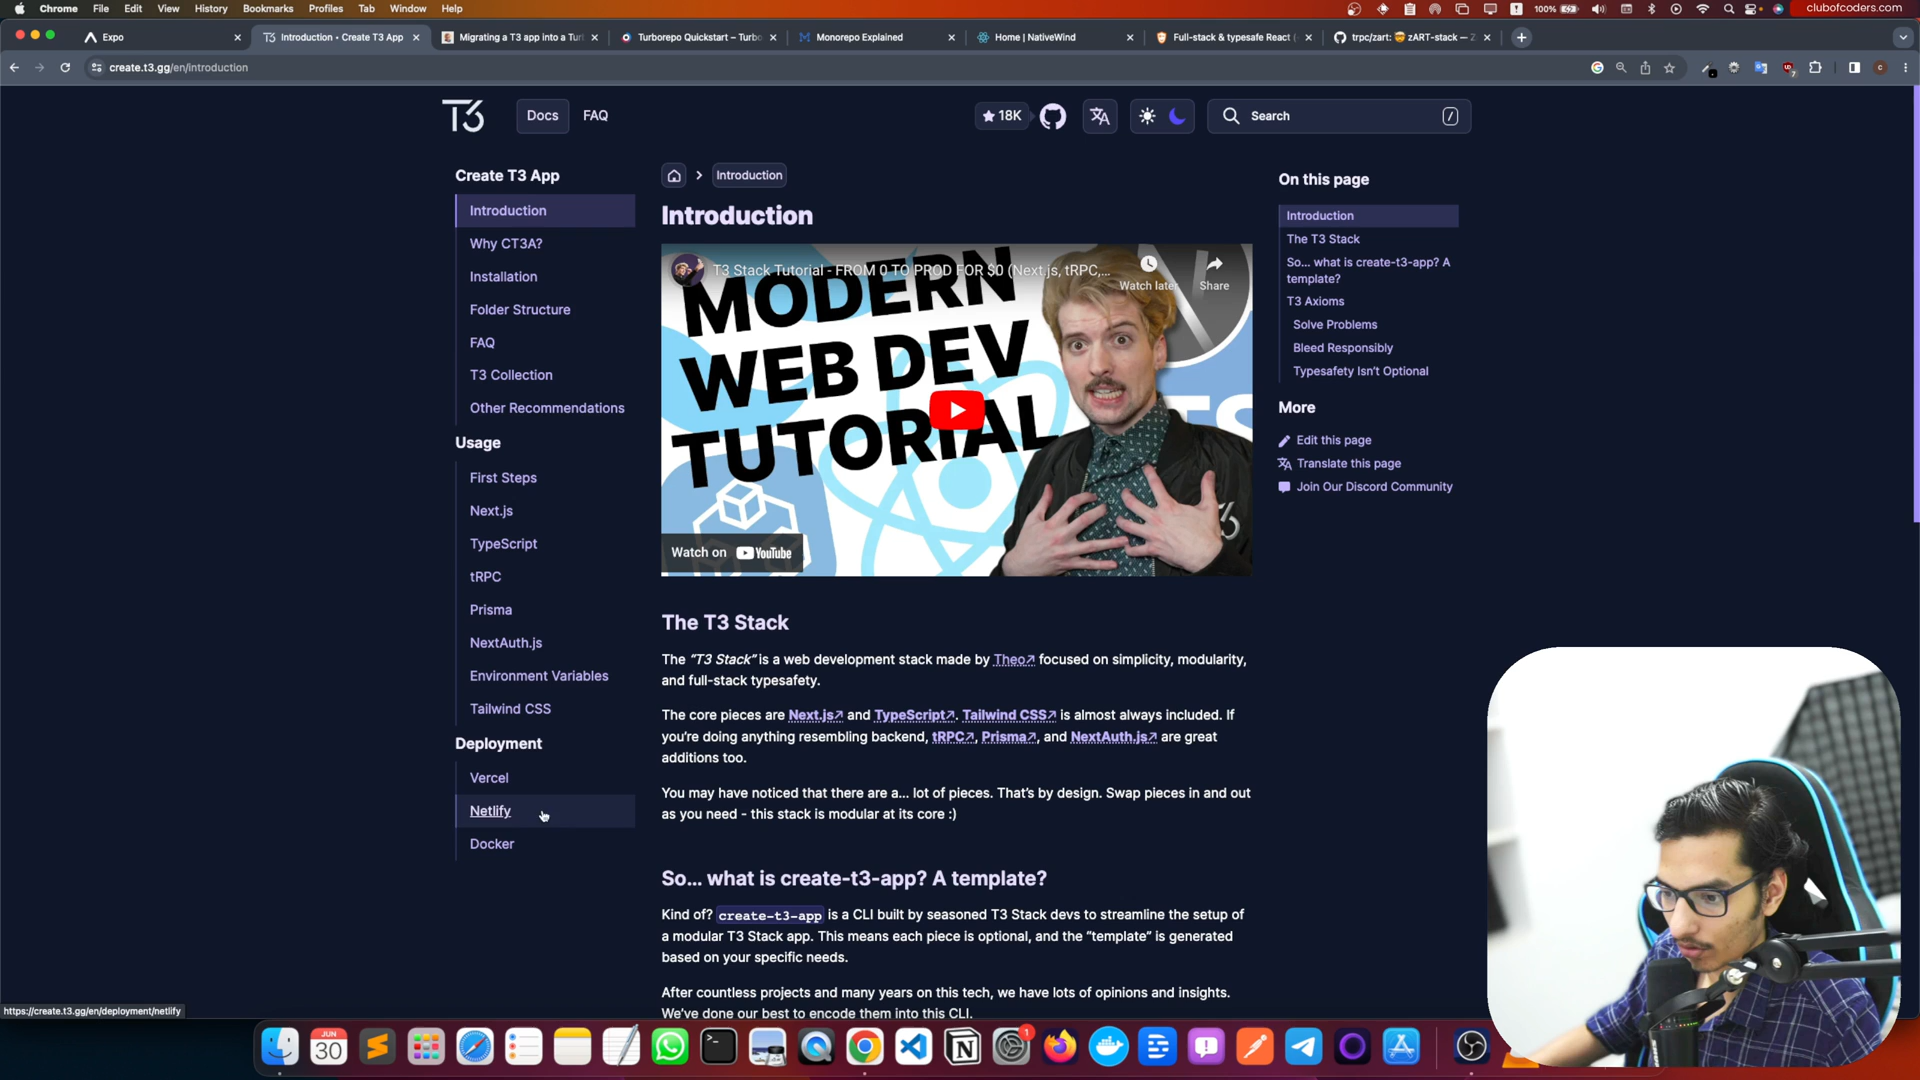 Chrome File Edit View History Bookmarks Profiles Tab Window Help
100%
clubofcoders.com
Expo
Introduction • Create T3 App
Migrating a T3 app into a Tur
Turborepo Quickstart – Turbo
Monorepo Explained
Home | NativeWind
Full-stack & typesafe React (
trpc/zart: 🤯 zART-stack — Z
create.t3.gg/en/introduction
T3
Docs
FAQ
18K
Search
/
Create T3 App
Introduction
Why CT3A?
Installation
Folder Structure
FAQ
T3 Collection
Other Recommendations
Usage
First Steps
Next.js
TypeScript
tRPC
Prisma
NextAuth.js
Environment Variables
Tailwind CSS
Deployment
Vercel
Netlify
Docker
Introduction
Introduction
T3 Stack Tutorial - FROM 0 TO PROD FOR $0 (Next.js, tRPC,...
Watch later
Share
MODERN
WEB DEV
TUTORIAL
Watch on YouTube
The T3 Stack
The “T3 Stack” is a web development stack made by Theo↗ focused on simplicity, modularity,
and full-stack typesafety.
The core pieces are Next.js↗ and TypeScript↗. Tailwind CSS↗ is almost always included. If
you’re doing anything resembling backend, tRPC↗, Prisma↗, and NextAuth.js↗ are great
additions too.
You may have noticed that there are a... lot of pieces. That’s by design. Swap pieces in and out
as you need - this stack is modular at its core :)
So... what is create-t3-app? A template?
Kind of? create-t3-app is a CLI built by seasoned T3 Stack devs to streamline the setup of
a modular T3 Stack app. This means each piece is optional, and the “template” is generated
based on your specific needs.
After countless projects and many years on this tech, we have lots of opinions and insights.
We’ve done our best to encode them into this CLI.
On this page
Introduction
The T3 Stack
So... what is create-t3-app? A
template?
T3 Axioms
Solve Problems
Bleed Responsibly
Typesafety Isn’t Optional
More
Edit this page
Translate this page
Join Our Discord Community
https://create.t3.gg/en/deployment/netlify
JUN
30
1